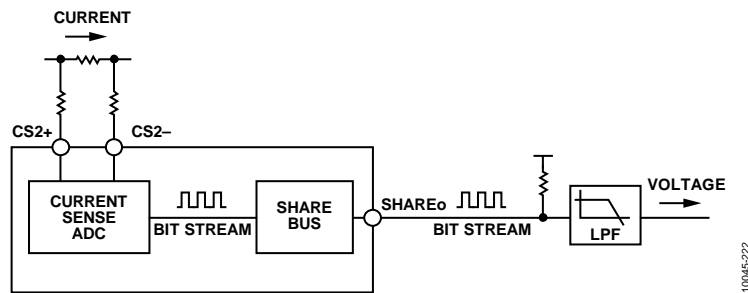 CURRENT
CS2+
CS2–
CURRENT
SENSE
ADC
BIT STREAM
SHARE
BUS
SHAREo
BIT STREAM
LPF
VOLTAGE
10045-222